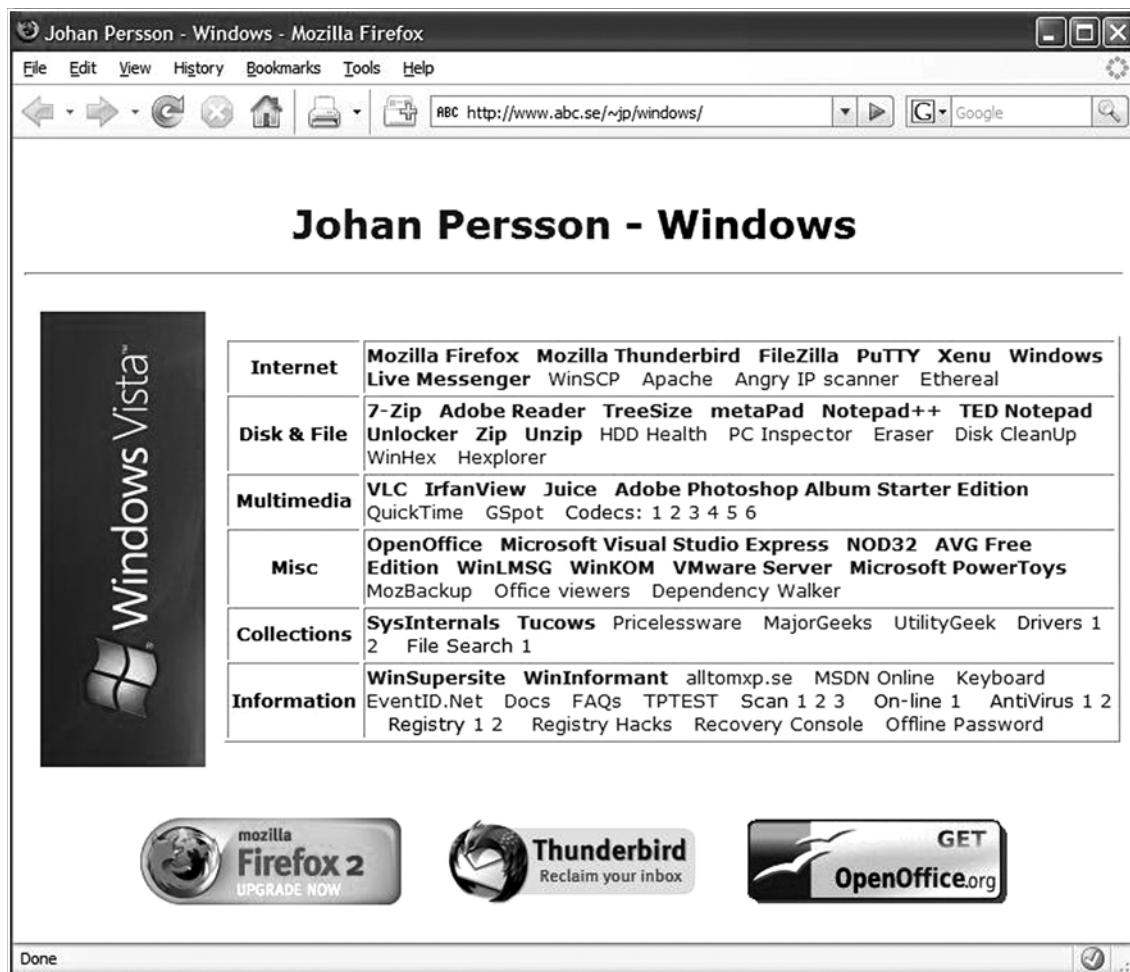 Johan Persson - Windows - Mozilla Firefox
File Edit View History Bookmarks Tools Help
ABC http://www.abc.se/~jp/windows/ G Google
Johan Persson - Windows
Windows Vista™
Internet
Mozilla Firefox Mozilla Thunderbird FileZilla PuTTY Xenu Windows
Live Messenger WinSCP Apache Angry IP scanner Ethereal
Disk & File
7-Zip Adobe Reader TreeSize metaPad Notepad++ TED Notepad
Unlocker Zip Unzip HDD Health PC Inspector Eraser Disk CleanUp
WinHex Hexplorer
Multimedia
VLC IrfanView Juice Adobe Photoshop Album Starter Edition
QuickTime GSpot Codecs: 1 2 3 4 5 6
Misc
OpenOffice Microsoft Visual Studio Express NOD32 AVG Free
Edition WinLMSG WinKOM VMware Server Microsoft PowerToys
MozBackup Office viewers Dependency Walker
Collections
SysInternals Tucows Pricelessware MajorGeeks UtilityGeek Drivers 1
2 File Search 1
Information
WinSupersite WinInformant alltomxp.se MSDN Online Keyboard
EventID.Net Docs FAQs TPTEST Scan 1 2 3 On-line 1 AntiVirus 1 2
Registry 1 2 Registry Hacks Recovery Console Offline Password
mozilla
Firefox 2
UPGRADE NOW
Thunderbird
Reclaim your inbox
GET
OpenOffice.org
Done